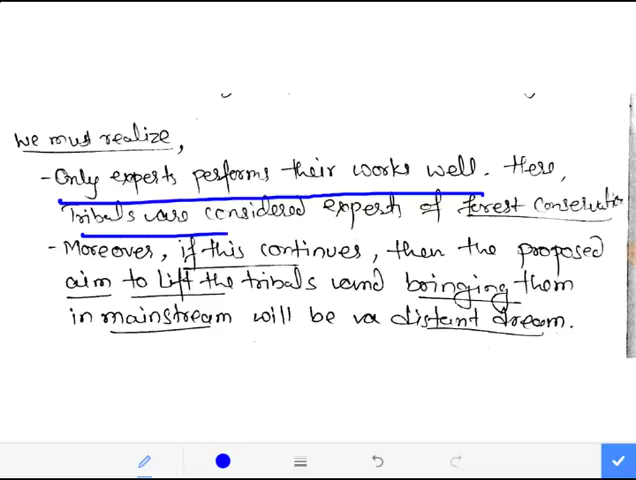 We must realize,
- Only experts performs their works well. Here,
Tribals are considered experts of forest conservation
- Moreover, if this continues, then the proposed
aim to lift the tribals and bringing them
in mainstream will be a distant dream.